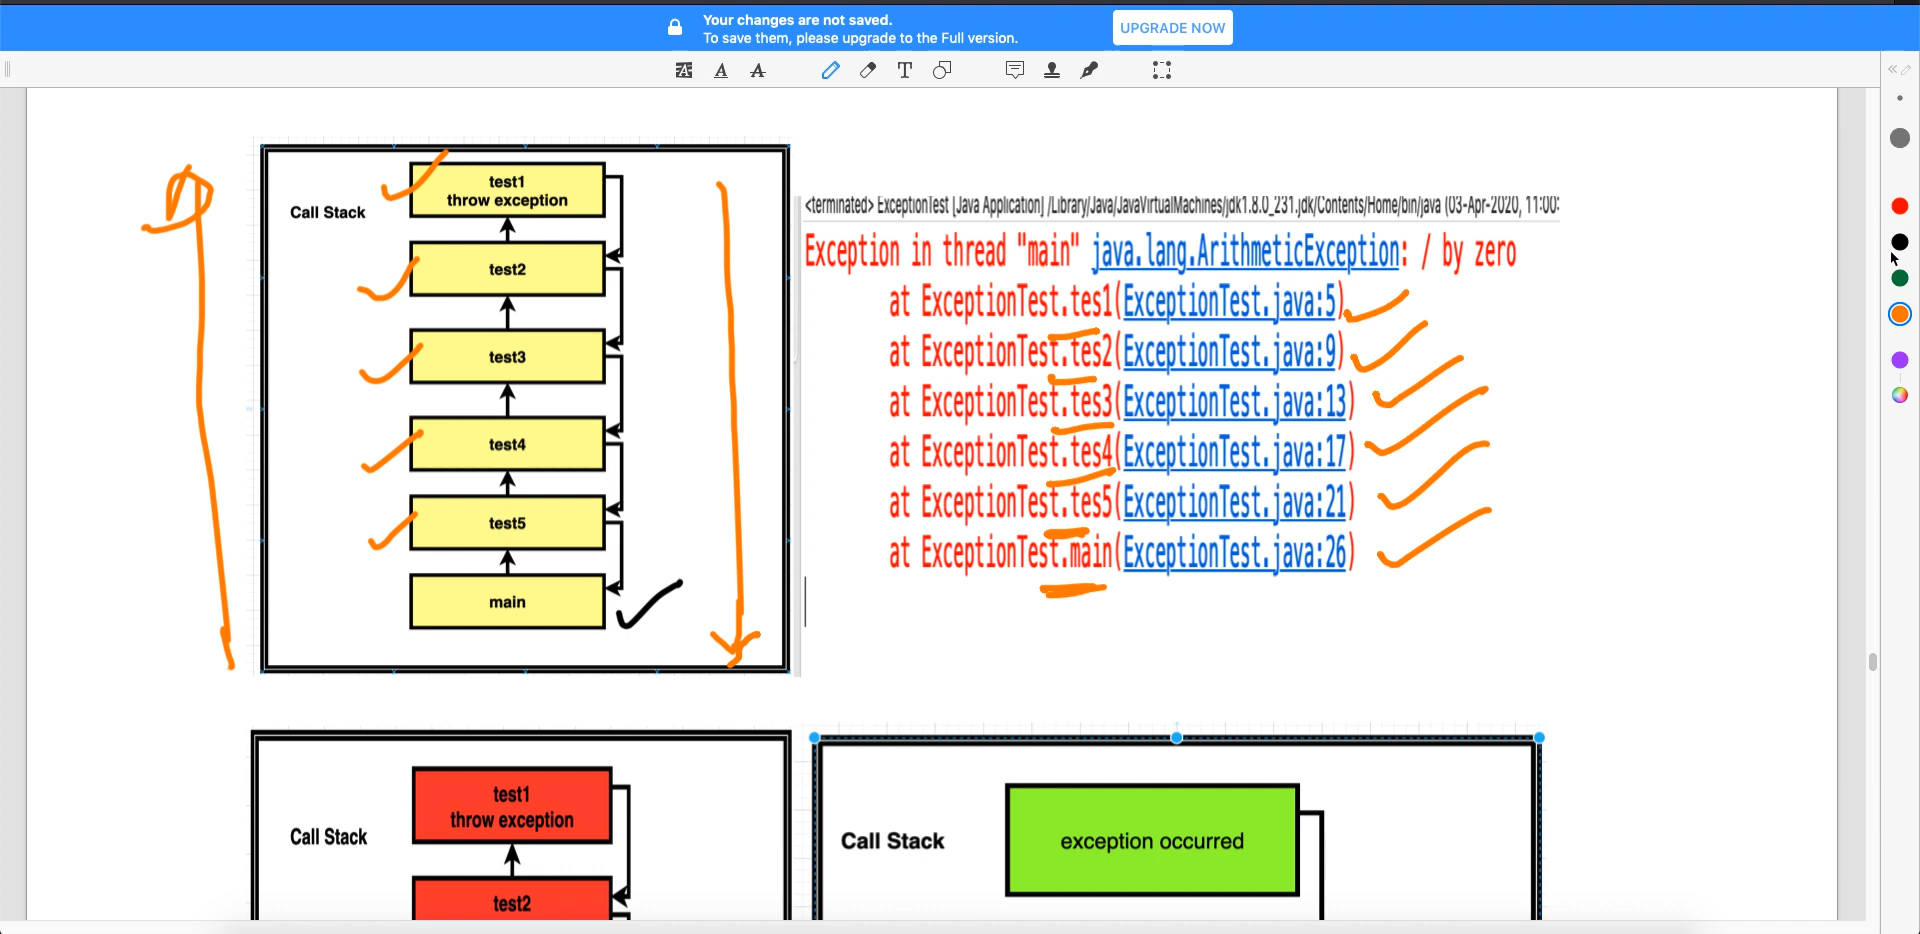 Your changes are not saved.
To save them, please upgrade to the Full version.
UPGRADE NOW
Call Stack
test1
throw exception
test2
test3
test4
test5
main
<terminated> ExceptionTest [Java Application] /Library/Java/JavaVirtualMachines/jdk1.8.0_231.jdk/Contents/Home/bin/java (03-Apr-2020, 11:00:
Exception in thread "main" java.lang.ArithmeticException: / by zero
at ExceptionTest.tes1(ExceptionTest.java:5)
at ExceptionTest.tes2(ExceptionTest.java:9)
at ExceptionTest.tes3(ExceptionTest.java:13)
at ExceptionTest.tes4(ExceptionTest.java:17)
at ExceptionTest.tes5(ExceptionTest.java:21)
at ExceptionTest.main(ExceptionTest.java:26)
Call Stack
test1
throw exception
test2
Call Stack
exception occurred